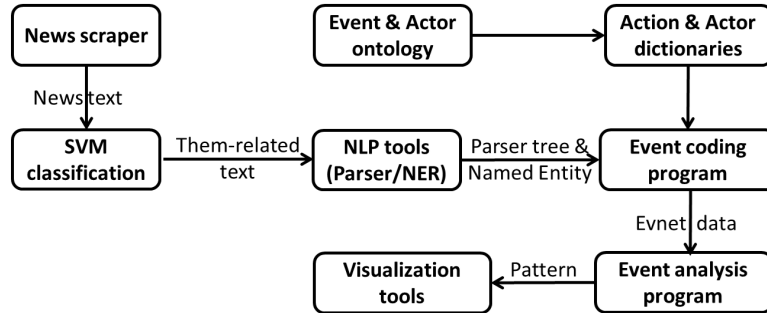 News scraper
Event & Actor
ontology
Action & Actor
dictionaries
News text
SVM
classification
Them-related
text
NLP tools
(Parser/NER)
Parser tree &
Named Entity
Event coding
program
Evnet data
Visualization
tools
Pattern
Event analysis
program